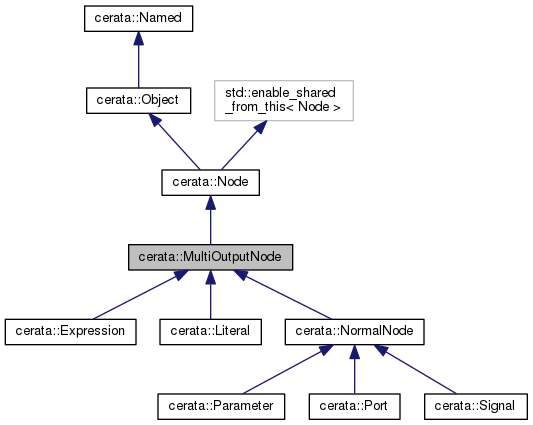 cerata::Named
cerata::Object
std::enable_shared
_from_this< Node >
cerata::Node
cerata::MultiOutputNode
cerata::Expression
cerata::Literal
cerata::NormalNode
cerata::Parameter
cerata::Port
cerata::Signal